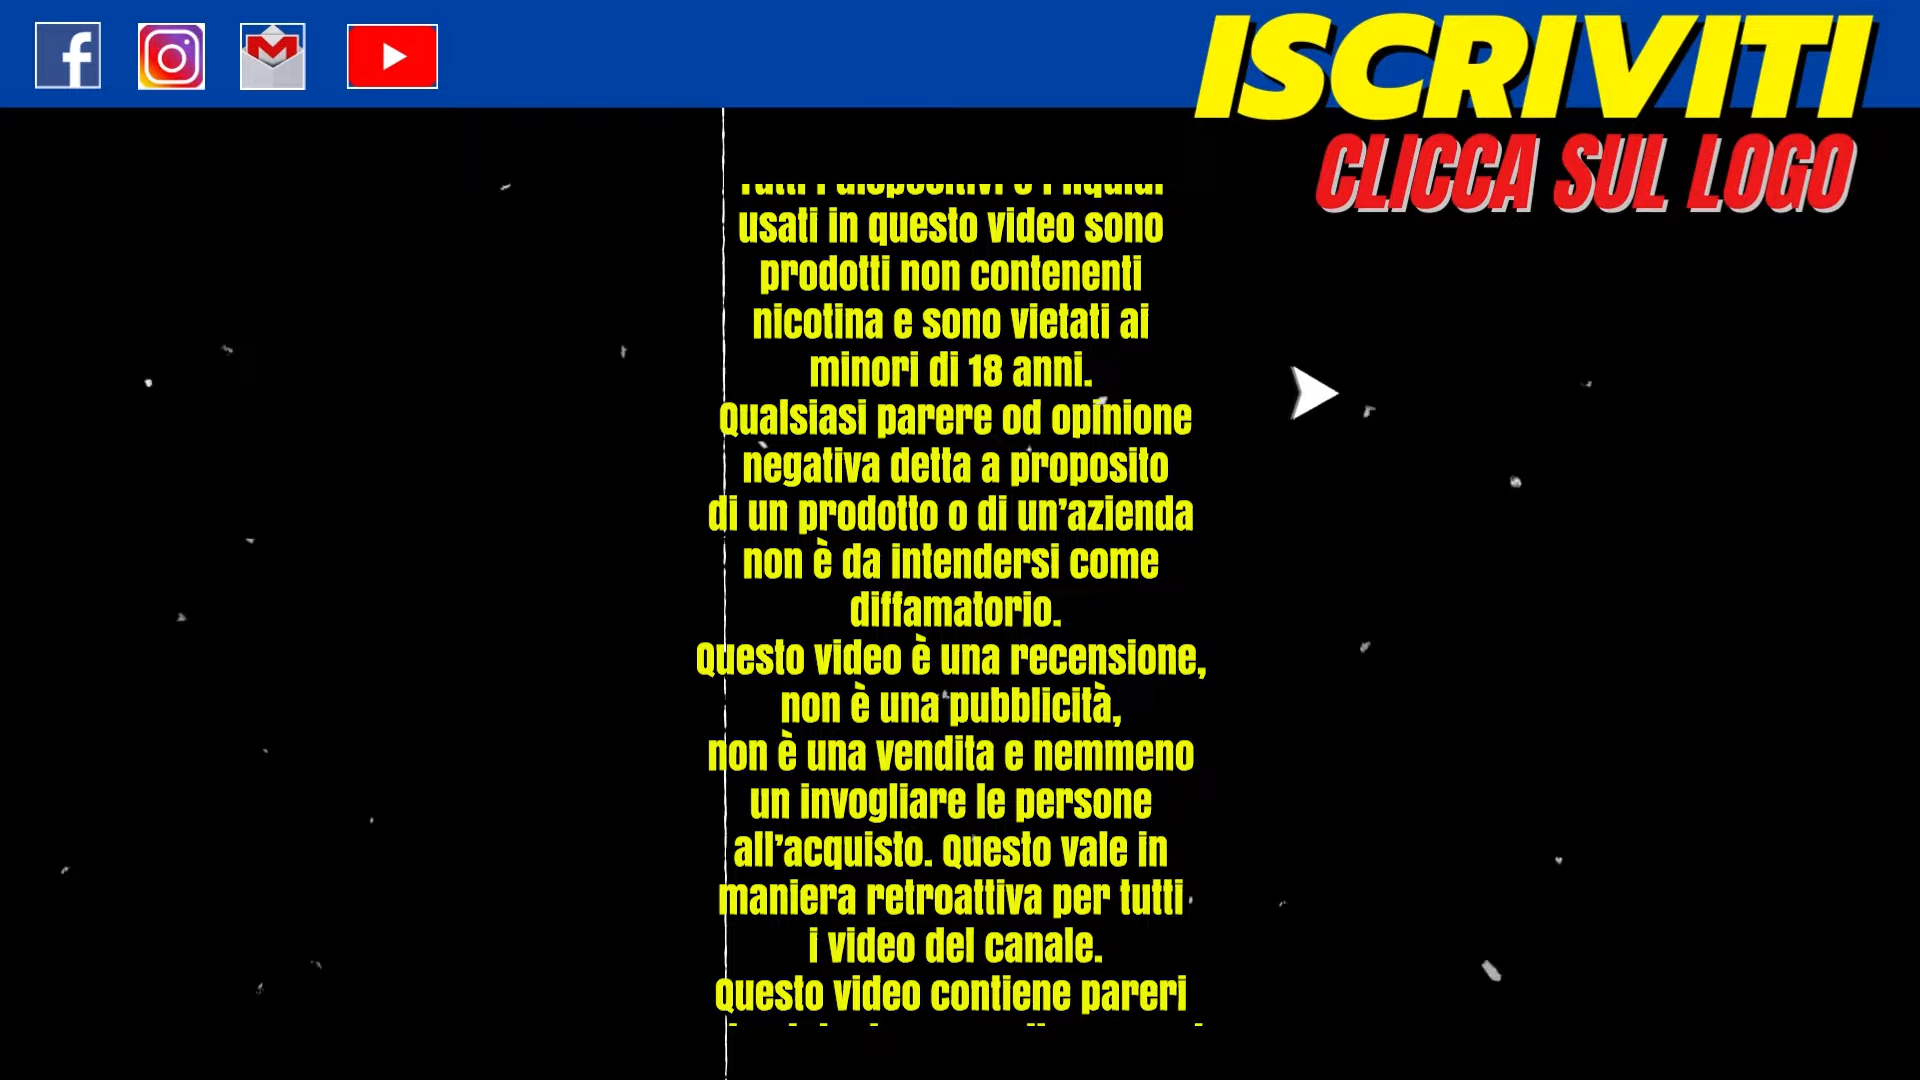 ISCRIVITI
CLICCA SUL LOGO
Tutti i dispositivi e i liquidi
usati in questo video sono
prodotti non contenenti
nicotina e sono vietati ai
minori di 18 anni.
Qualsiasi parere od opinione
negativa detta a proposito
di un prodotto o di un'azienda
non è da intendersi come
diffamatorio.
Questo video è una recensione,
non è una pubblicità,
non è una vendita e nemmeno
un invogliare le persone
all'acquisto. Questo vale in
maniera retroattiva per tutti
i video del canale.
Questo video contiene pareri